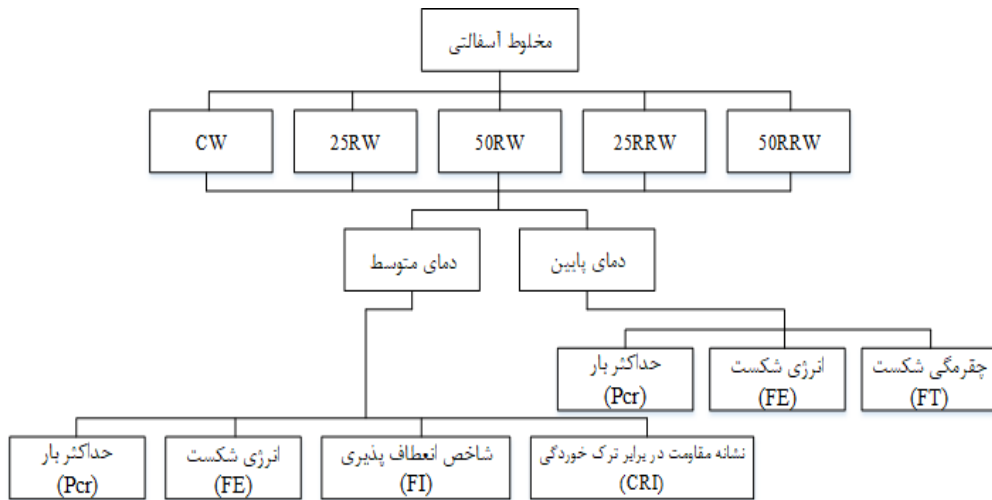 مخلوط آسفالتی
CW
25RW
50RW
25RRW
50RRW
دمای متوسط
دمای پایین
حداکثر بار
(Pcr)
انرژی شکست
(FE)
چقرمگی شکست
(FT)
حداکثر بار
(Pcr)
انرژی شکست
(FE)
شاخص انعطاف پذیری
(FI)
نشانه مقاومت در برابر ترک خوردگی
(CRI)